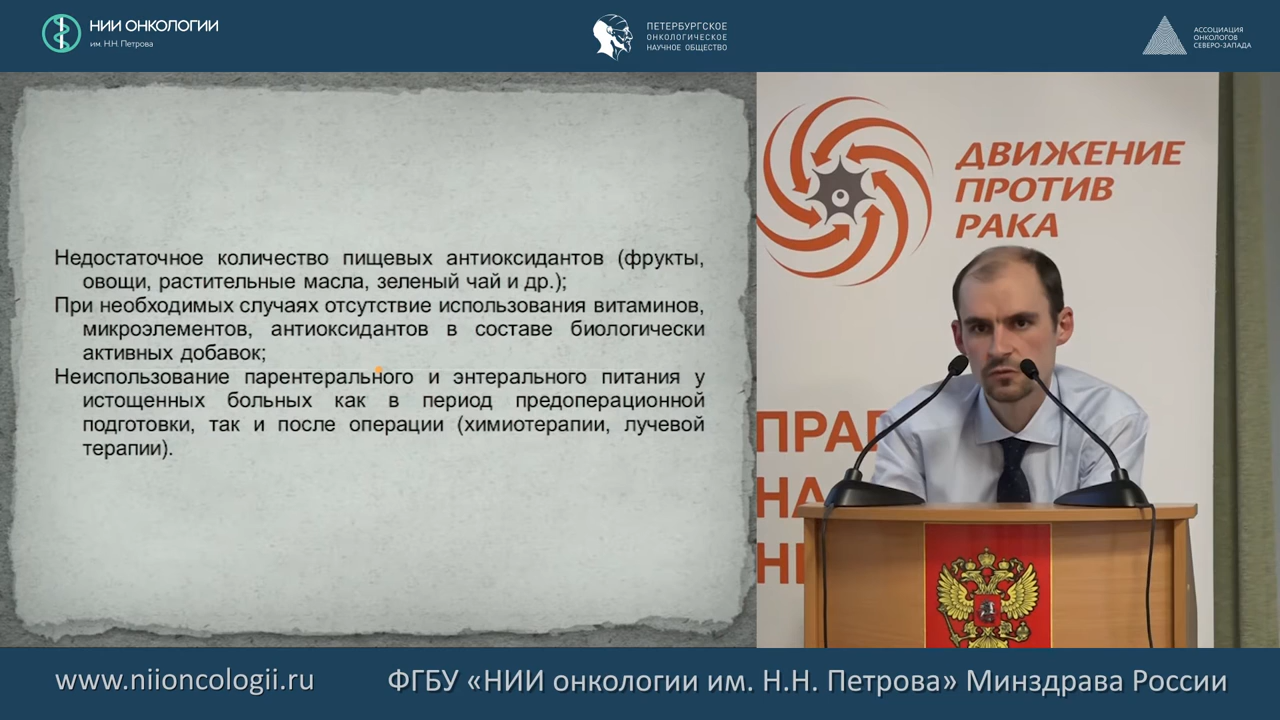 НИИ ОНКОЛОГИИ
им. Н.Н. Петрова
ПЕТЕРБУРГСКОЕ
ОНКОЛОГИЧЕСКОЕ
НАУЧНОЕ ОБЩЕСТВО
АССОЦИАЦИЯ
ОНКОЛОГОВ
СЕВЕРО-ЗАПАДА
Недостаточное количество пищевых антиоксидантов (фрукты,
овощи, растительные масла, зеленый чай и др.);
При необходимых случаях отсутствие использования витаминов,
микроэлементов, антиоксидантов в составе биологически
активных добавок;
Неиспользование парентерального и энтерального питания у
истощенных больных как в период предоперационной
подготовки, так и после операции (химиотерапии, лучевой
терапии).
ДВИЖЕНИЕ
ПРОТИВ
РАКА
НА
www.niioncologii.ru
ФГБУ «НИИ онкологии им. Н.Н. Петрова» Минздрава России